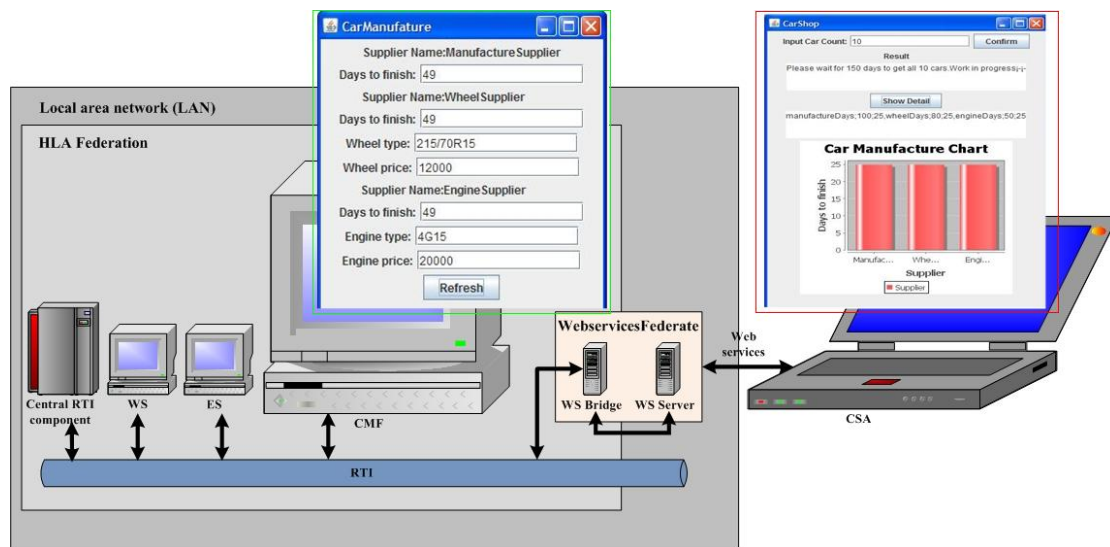 CarManufature
Supplier Name:ManufactureSupplier
Days to finish: 49
Supplier Name:WheelSupplier
Days to finish: 49
Wheel type: 215/70R15
Wheel price: 12000
Supplier Name:EngineSupplier
Days to finish: 49
Engine type: 4G15
Engine price: 20000
Refresh
CarShop
Input Car Count: 10 Confirm
Result
Please wait for 150 days to get all 10 cars.Work in progress¡-¡-
Show Detail
manufactureDays;100;25,wheelDays;80;25,engineDays;50;25
Car Manufacture Chart
Days to finish
25
20
15
10
5
0
Manufac... Whe... Engi...
Supplier
Supplier
Local area network (LAN)
HLA Federation
Central RTI
component
WS
ES
CMF
WebservicesFederate
WS Bridge
WS Server
Web
services
CSA
RTI